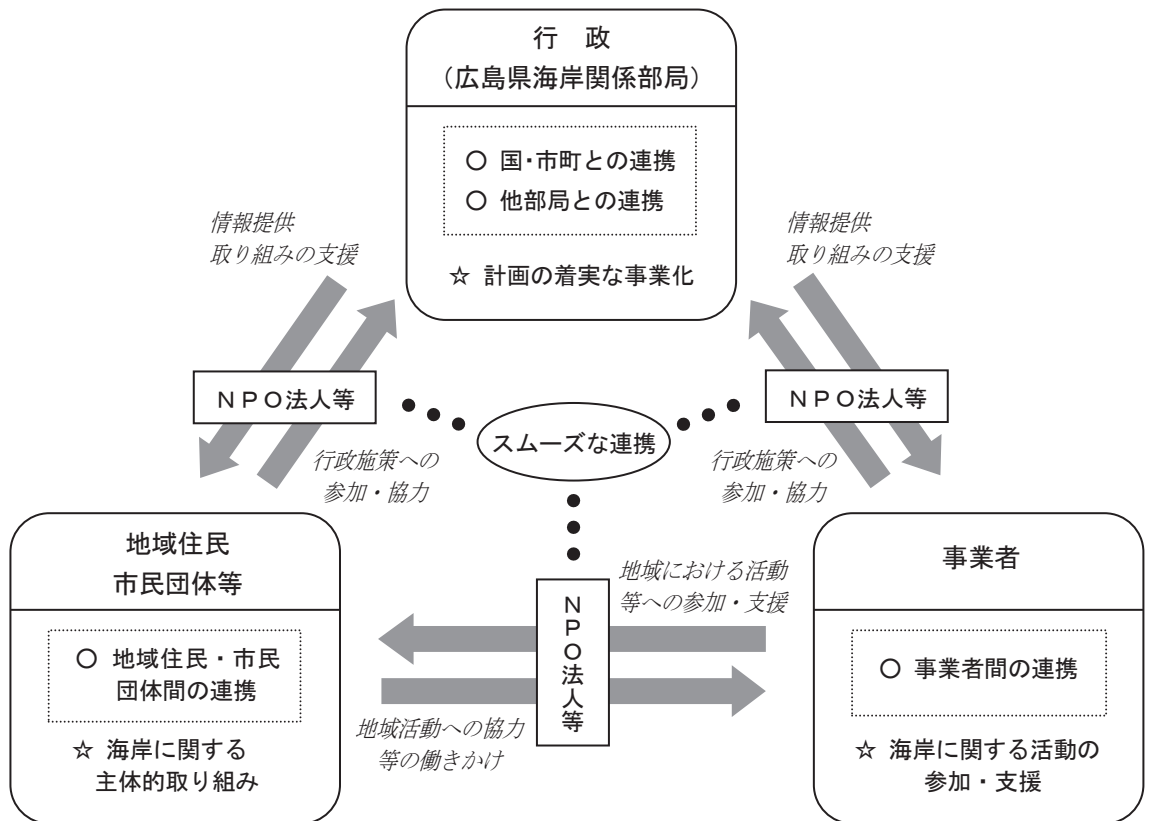 行　政
（広島県海岸関係部局）
○ 国・市町との連携
○ 他部局との連携
☆ 計画の着実な事業化
情報提供
取り組みの支援
情報提供
取り組みの支援
ＮＰＯ法人等
ＮＰＯ法人等
スムーズな連携
行政施策への
参加・協力
行政施策への
参加・協力
地域住民
市民団体等
○ 地域住民・市民
団体間の連携
☆ 海岸に関する
主体的取り組み
地域における活動
等への参加・支援
ＮＰＯ法人等
地域活動への協力
等の働きかけ
事業者
○ 事業者間の連携
☆ 海岸に関する活動の
参加・支援